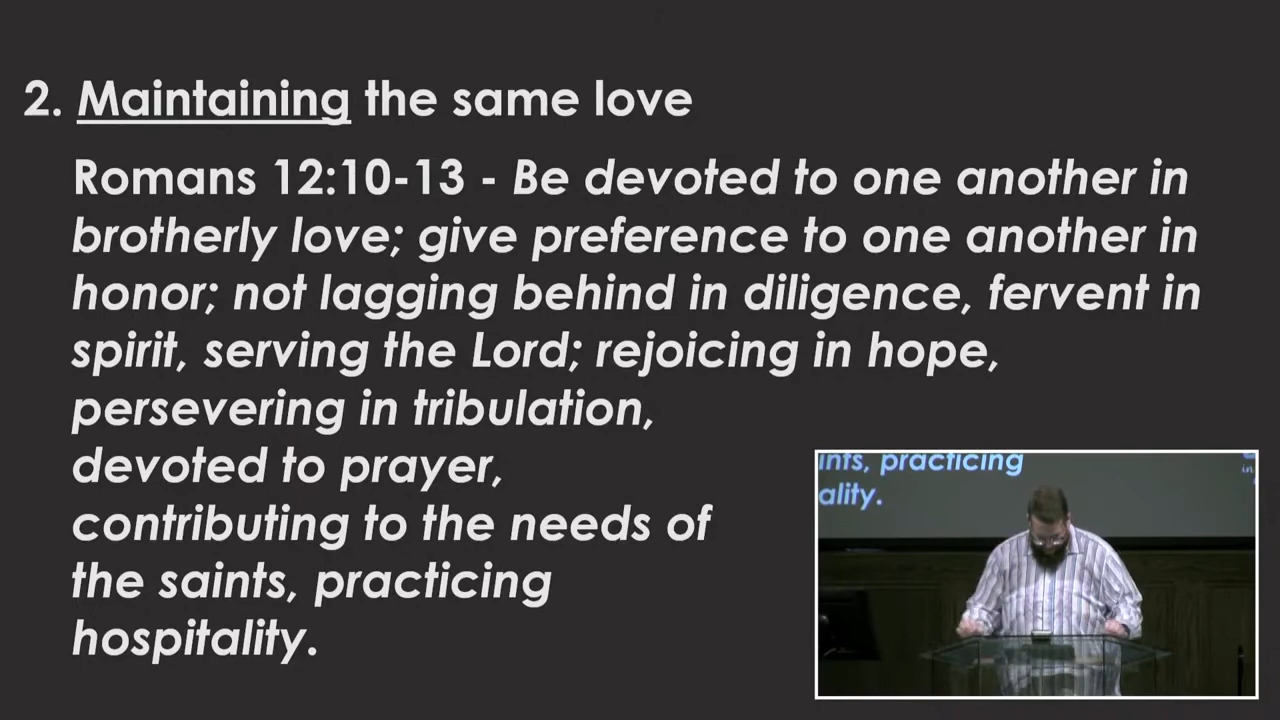 2. Maintaining the same love
Romans 12:10-13 - Be devoted to one another in
brotherly love; give preference to one another in
honor; not lagging behind in diligence, fervent in
spirit, serving the Lord; rejoicing in hope,
persevering in tribulation,
devoted to prayer,
contributing to the needs of
the saints, practicing
hospitality.
ints, practicing
ality.